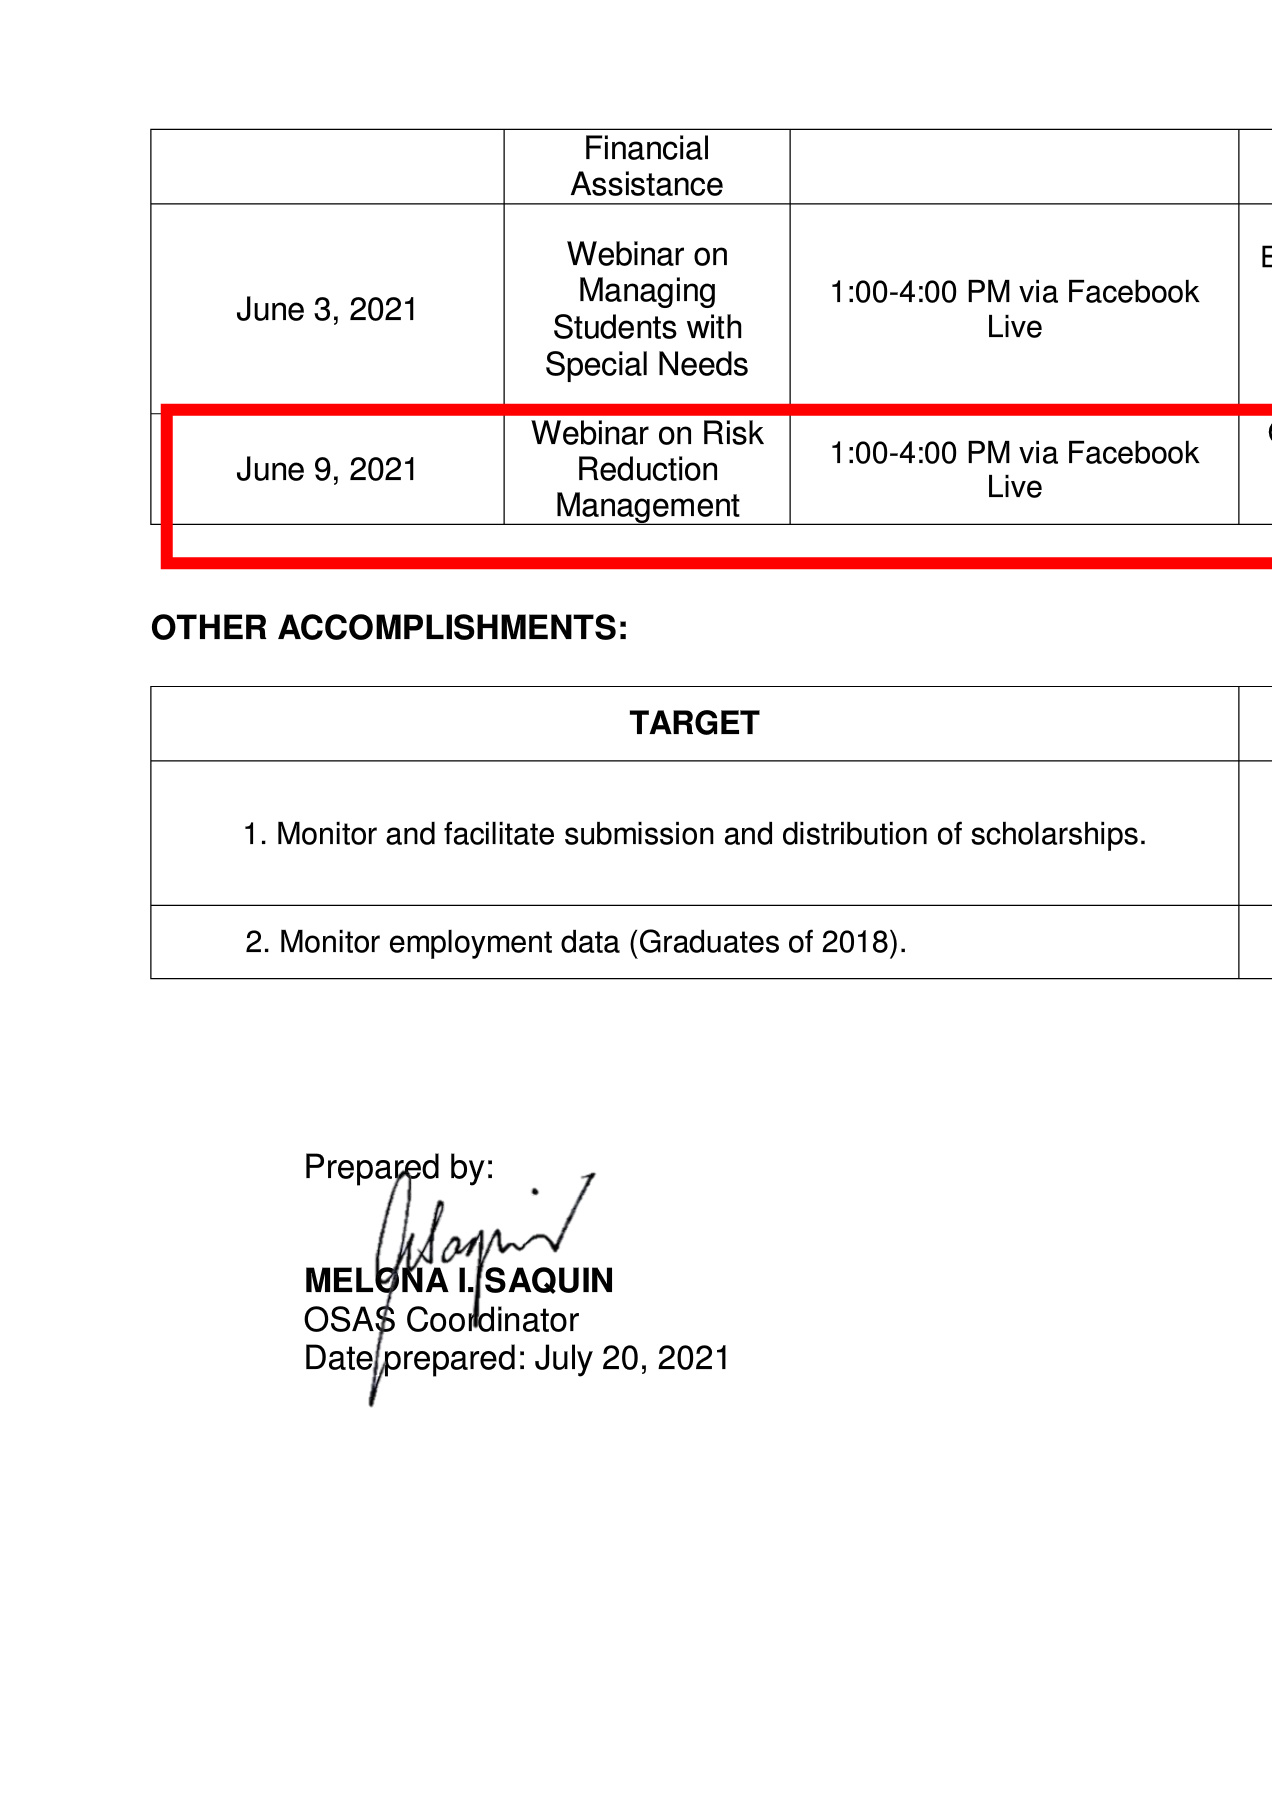 Financial
Assistance
June 3, 2021
Webinar on
Managing
Students with
Special Needs
1:00-4:00 PM via Facebook
Live
June 9, 2021
Webinar on Risk
Reduction
Management
1:00-4:00 PM via Facebook
Live
OTHER ACCOMPLISHMENTS:
TARGET
1. Monitor and facilitate submission and distribution of scholarships.
2. Monitor employment data (Graduates of 2018).
Prepared by:
MELONA I. SAQUIN
OSAS Coordinator
Date prepared: July 20, 2021